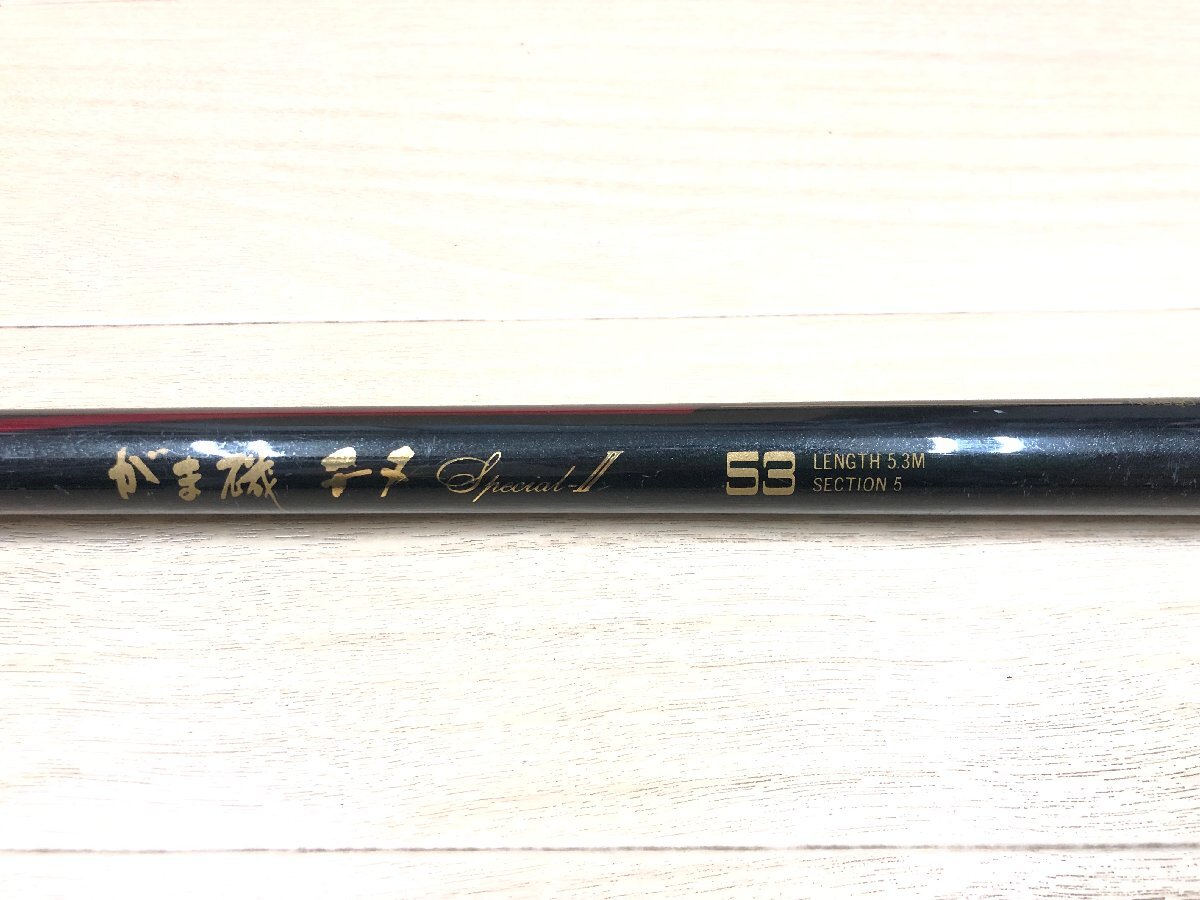 がま磯 チヌ Special-II
53
LENGTH 5.3M
SECTION 5